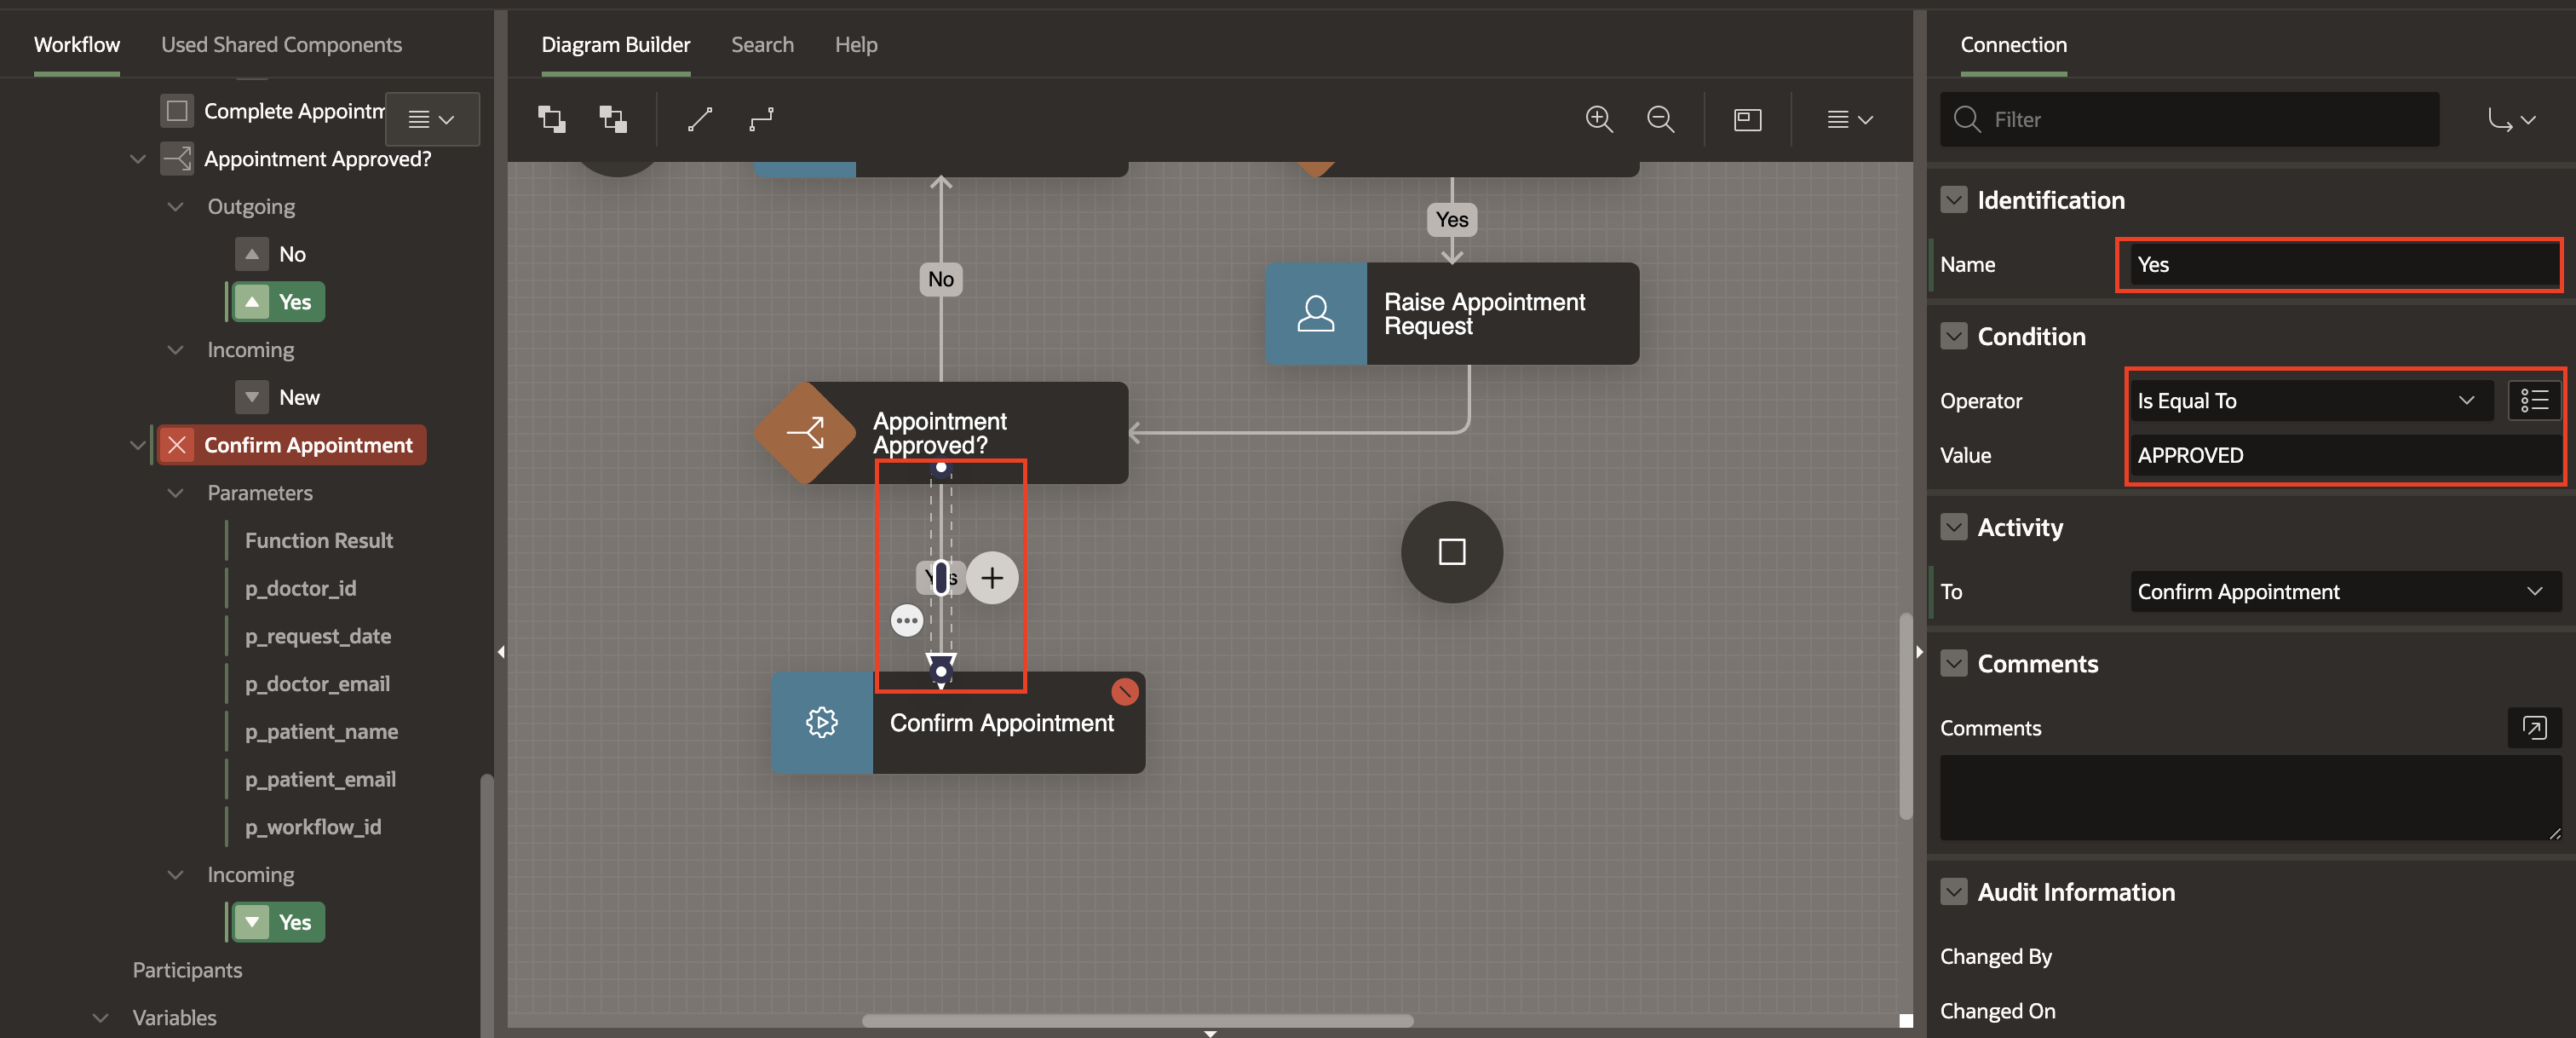 Workflow
Used Shared Components
Complete Appointm
Appointment Approved?
Outgoing
No
Yes
Incoming
New
Confirm Appointment
Parameters
Function Result
p_doctor_id
p_request_date
p_doctor_email
p_patient_name
p_patient_email
p_workflow_id
Incoming
Yes
Participants
Variables
Diagram Builder
Search
Help
Yes
No
Raise Appointment
Request
Appointment
Approved?
Yes
Confirm Appointment
Connection
Filter
Identification
Name
Yes
Condition
Operator
Is Equal To
Value
APPROVED
Activity
To
Confirm Appointment
Comments
Comments
Audit Information
Changed By
Changed On